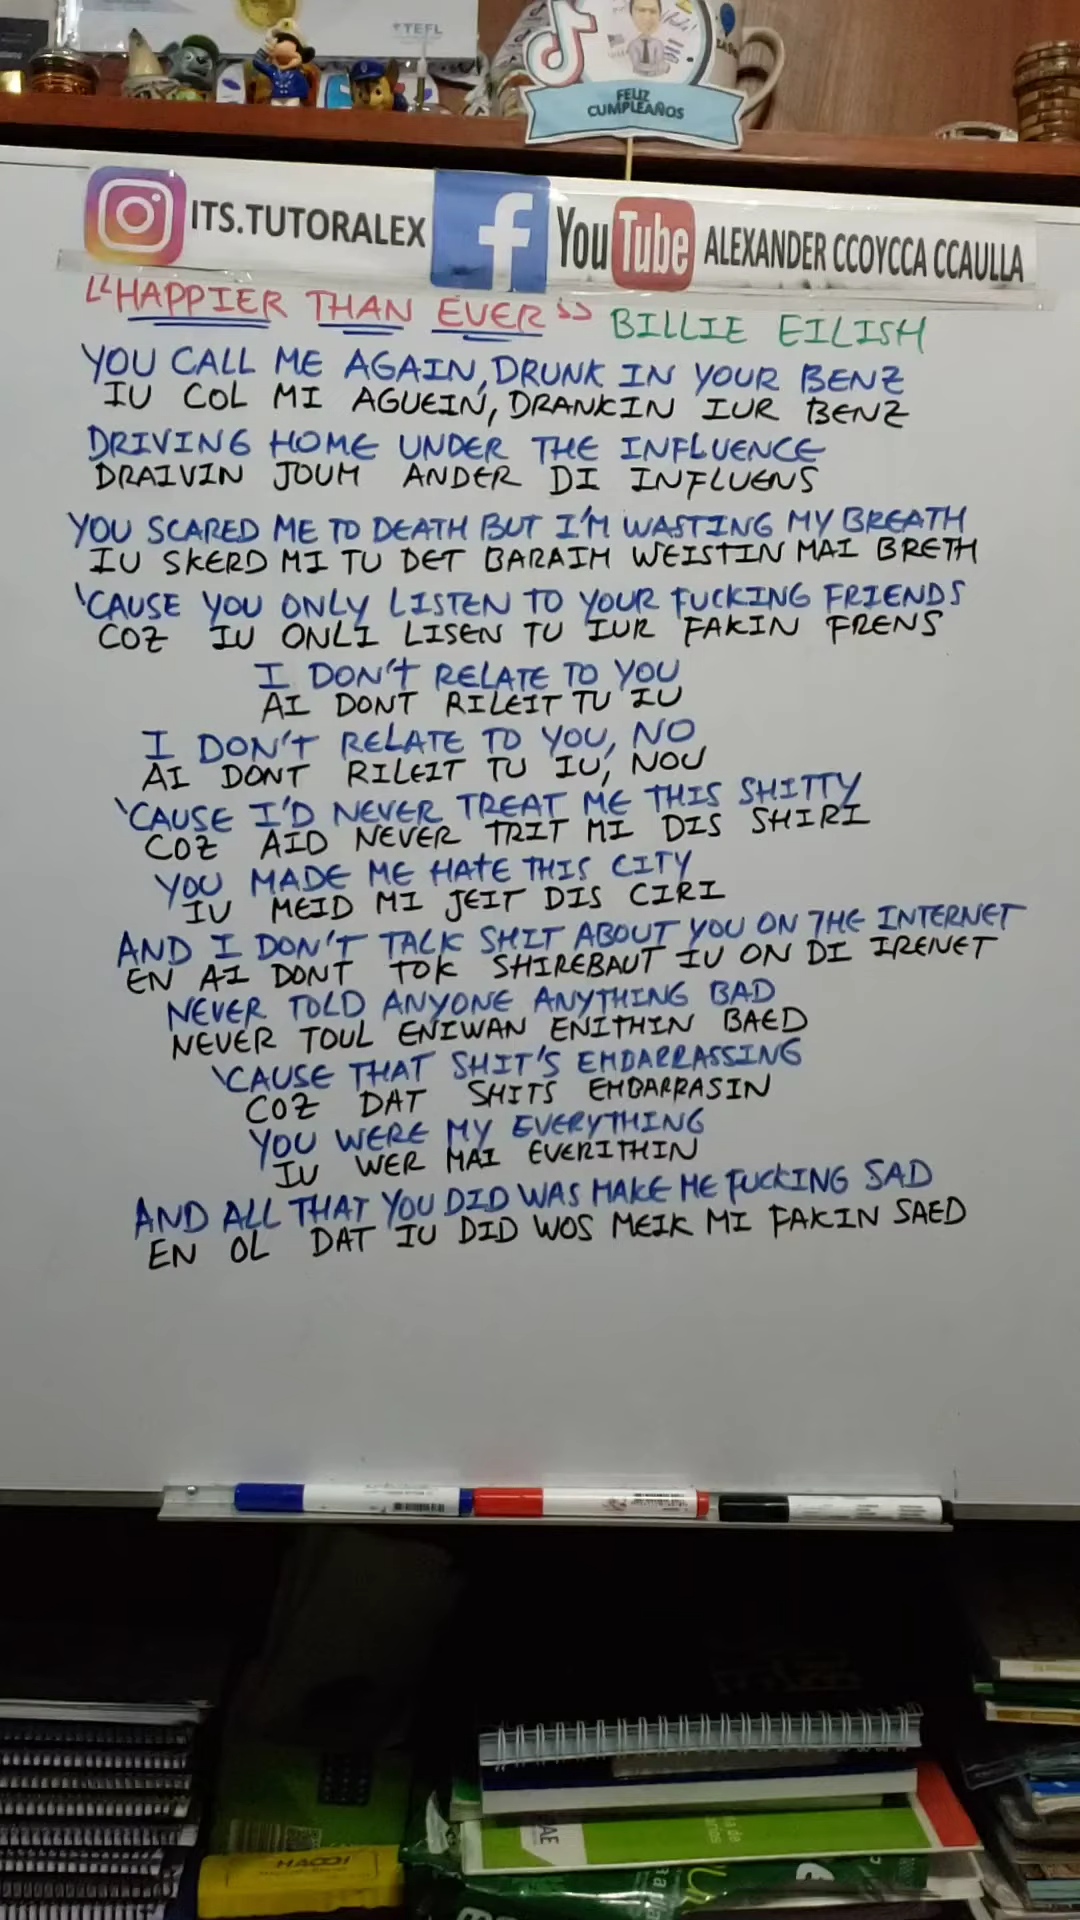 TEFL
FELIZ
CUMPLEAÑOS
ITS.TUTORALEX
f
YouTube
ALEXANDER CCOYCCA CCAULLA
"HAPPIER THAN EVER" BILLIE EILISH
YOU CALL ME AGAIN, DRUNK IN YOUR BENZ
IU COL MI AGUEIN, DRANKIN IUR BENZ
DRIVING HOME UNDER THE INFLUENCE
DRAIVIN JOUM ANDER DI INFLUENS
YOU SCARED ME TO DEATH BUT I'M WASTING MY BREATH
IU SKERD MI TU DET BARAIM WEISTIN MAI BRETH
'CAUSE YOU ONLY LISTEN TO YOUR FUCKING FRIENDS
COZ IU ONLI LISEN TU IUR FAKIN FRENS
I DON'T RELATE TO YOU
AI DONT RILEIT TU IU
I DON'T RELATE TO YOU, NO
AI DONT RILEIT TU IU, NOU
'CAUSE I'D NEVER TREAT ME THIS SHITTY
COZ AID NEVER TRIT MI DIS SHIRI
YOU MADE ME HATE THIS CITY
IU MEID MI JEIT DIS CIRI
AND I DON'T TALK SHIT ABOUT YOU ON THE INTERNET
EN AI DONT TOK SHIREBAUT IU ON DI IRENET
NEVER TOLD ANYONE ANYTHING BAD
NEVER TOUL ENIWAN ENITHIN BAED
'CAUSE THAT SHIT'S EMBARRASSING
COZ DAT SHITS EMBARRASIN
YOU WERE MY EVERYTHING
IU WER MAI EVERITHIN
AND ALL THAT YOU DID WAS MAKE ME FUCKING SAD
EN OL DAT IU DID WOS MEIK MI FAKIN SAED